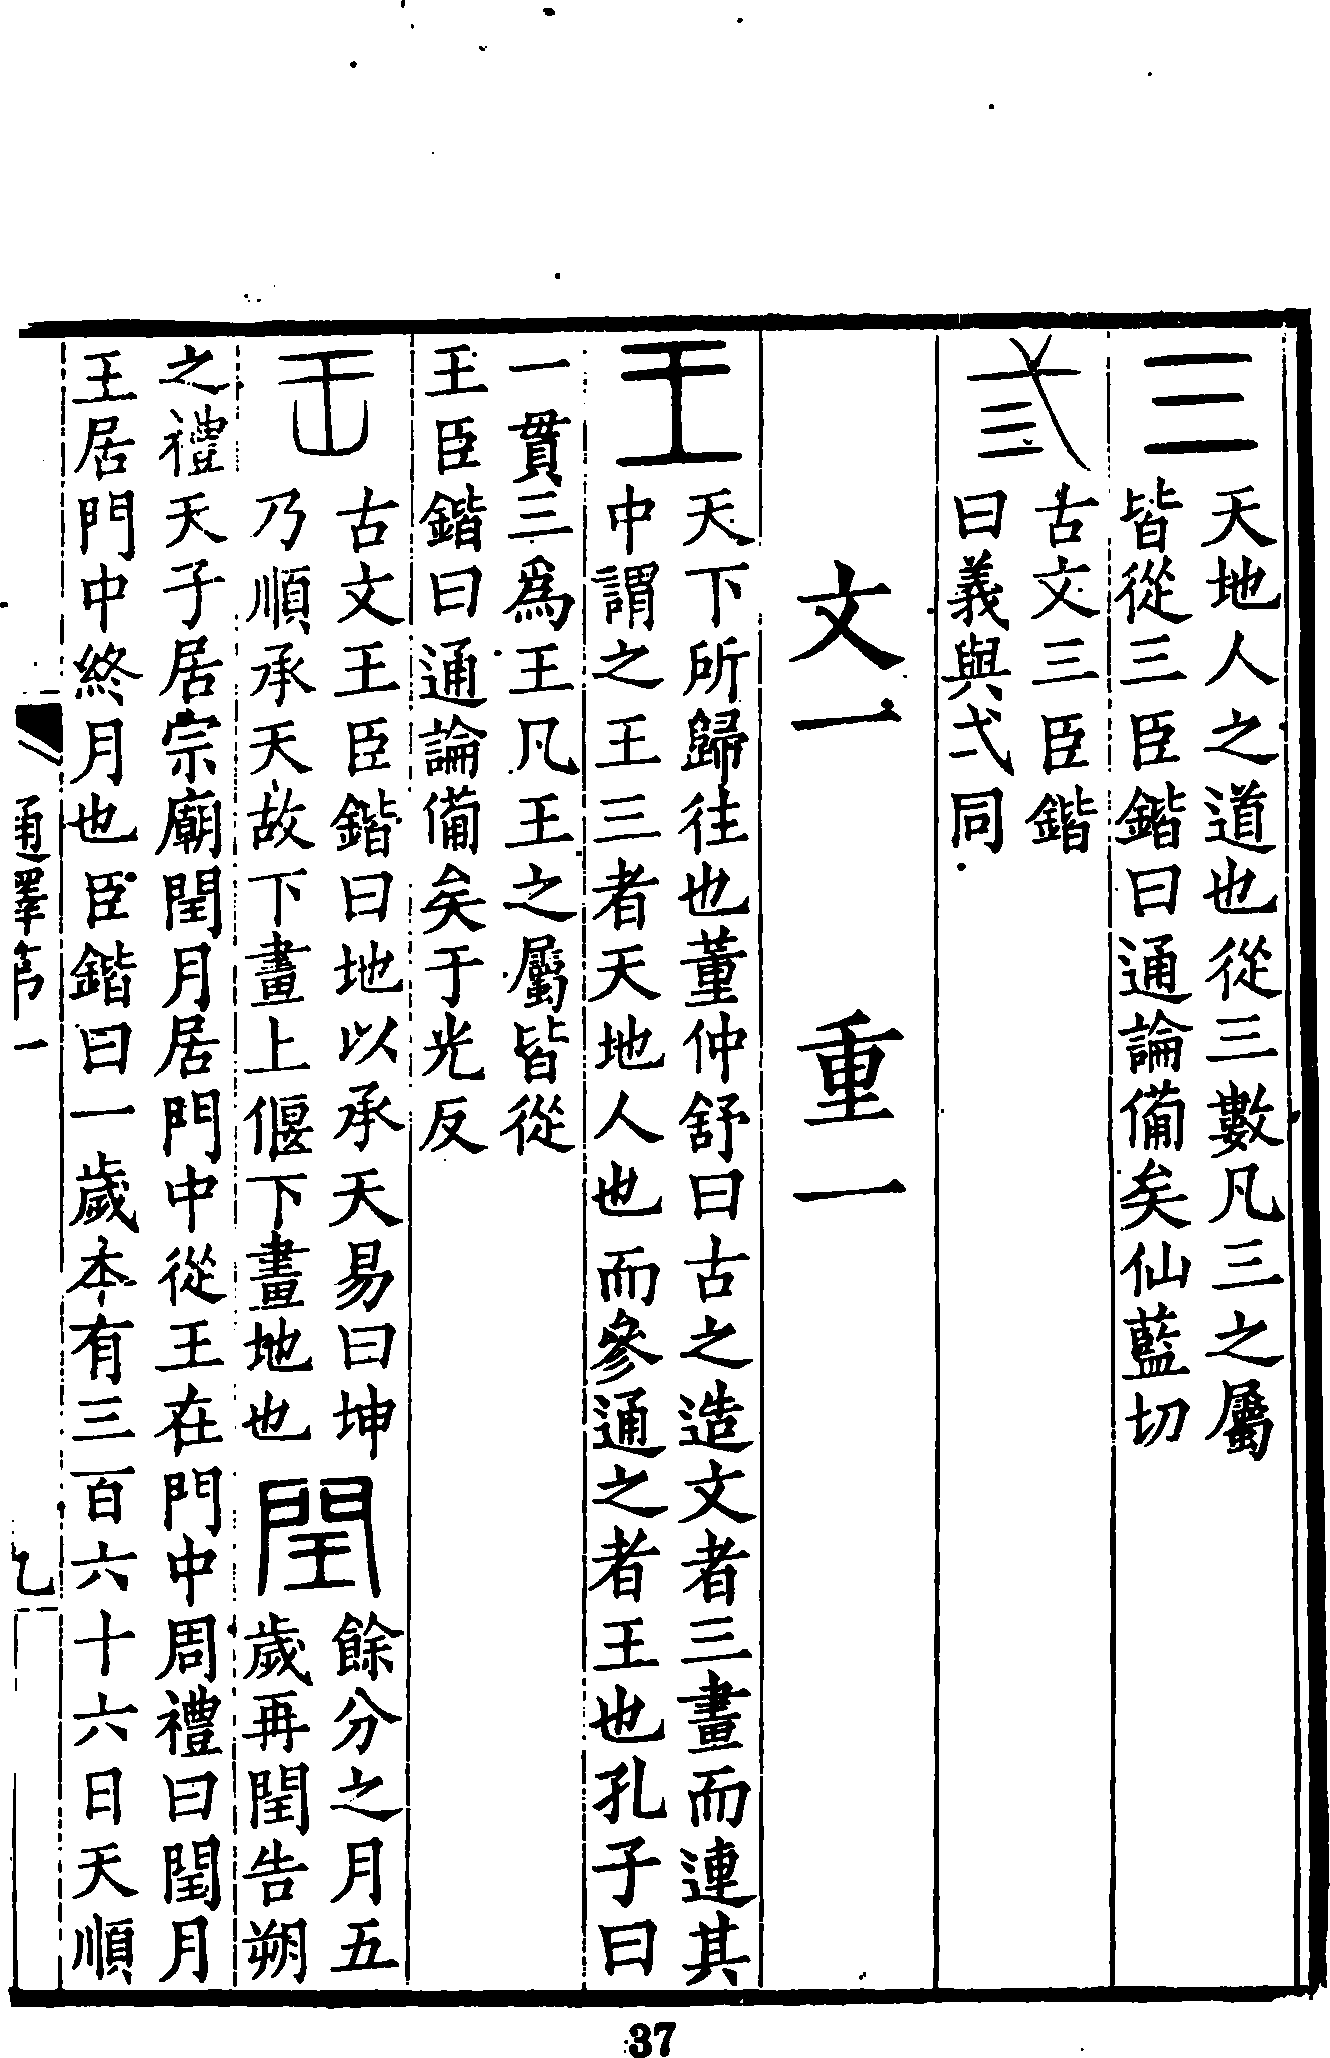 三
天地人之道也從三數凡三之屬
皆從三臣鍇曰通論備矣仙藍切
弎
古文三臣鍇
曰義與弌同
文一 重一
王
天下所歸往也董仲舒曰古之造文者三畫而連其
中謂之王三者天地人也而參通之者王也孔子曰
一貫三爲王凡王之屬皆從
王臣鍇曰通論備矣于光反
古文王臣鍇曰地以承天易曰坤
乃順承天故下畫上偃下畫地也
閏
餘分之月五
歲再閏告朔
之禮天子居宗廟閏月居門中從王在門中周禮曰閏月
王居門中終月也臣鍇曰一歲本有三百六十六日天順
通釋第一
37